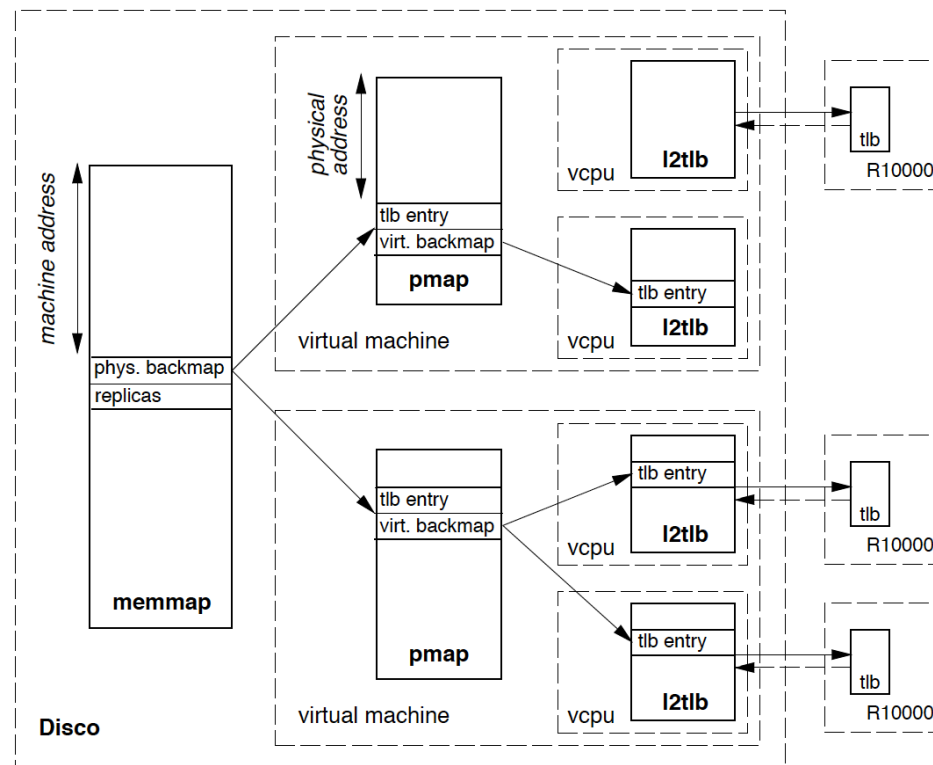 machine address
phys. backmap
replicas
memmap
Disco
physical
address
tlb entry
virt. backmap
pmap
virtual machine
l2tlb
vcpu
tlb entry
l2tlb
vcpu
tlb
R10000
tlb entry
virt. backmap
pmap
virtual machine
tlb entry
l2tlb
vcpu
tlb entry
l2tlb
vcpu
tlb
R10000
tlb
R10000